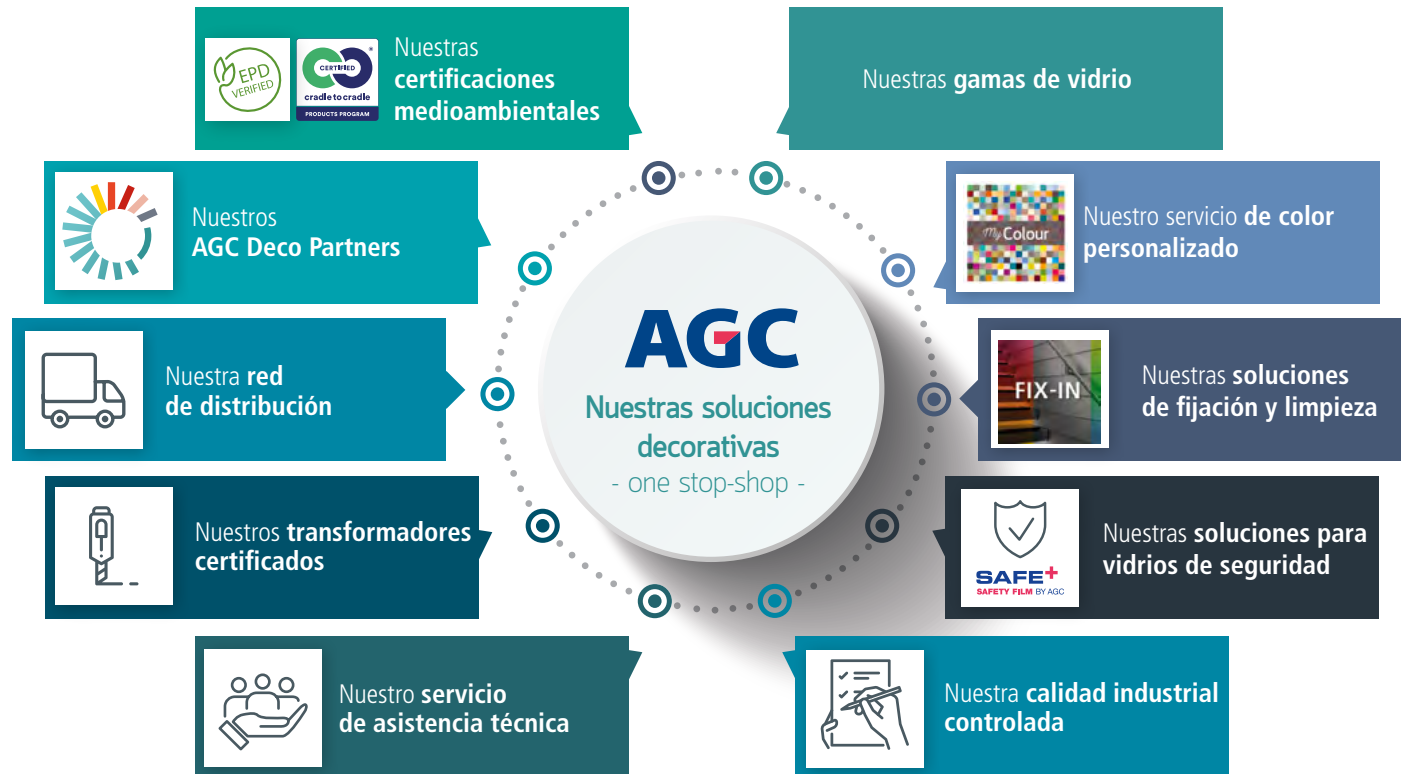 EPD
VERIFIED
CERTIFIED
cradletocradle
PRODUCTS PROGRAM
Nuestras
certificaciones
medioambientales
Nuestras gamas de vidrio
Nuestros
AGC Deco Partners
My Colour
Nuestro servicio de color
personalizado
Nuestra red
de distribución
AGC
Nuestras soluciones
decorativas
- one stop-shop -
FIX-IN
Nuestras soluciones
de fijación y limpieza
Nuestros transformadores
certificados
SAFE+
SAFETY FILM BY AGC
Nuestras soluciones para
vidrios de seguridad
Nuestro servicio
de asistencia técnica
Nuestra calidad industrial
controlada